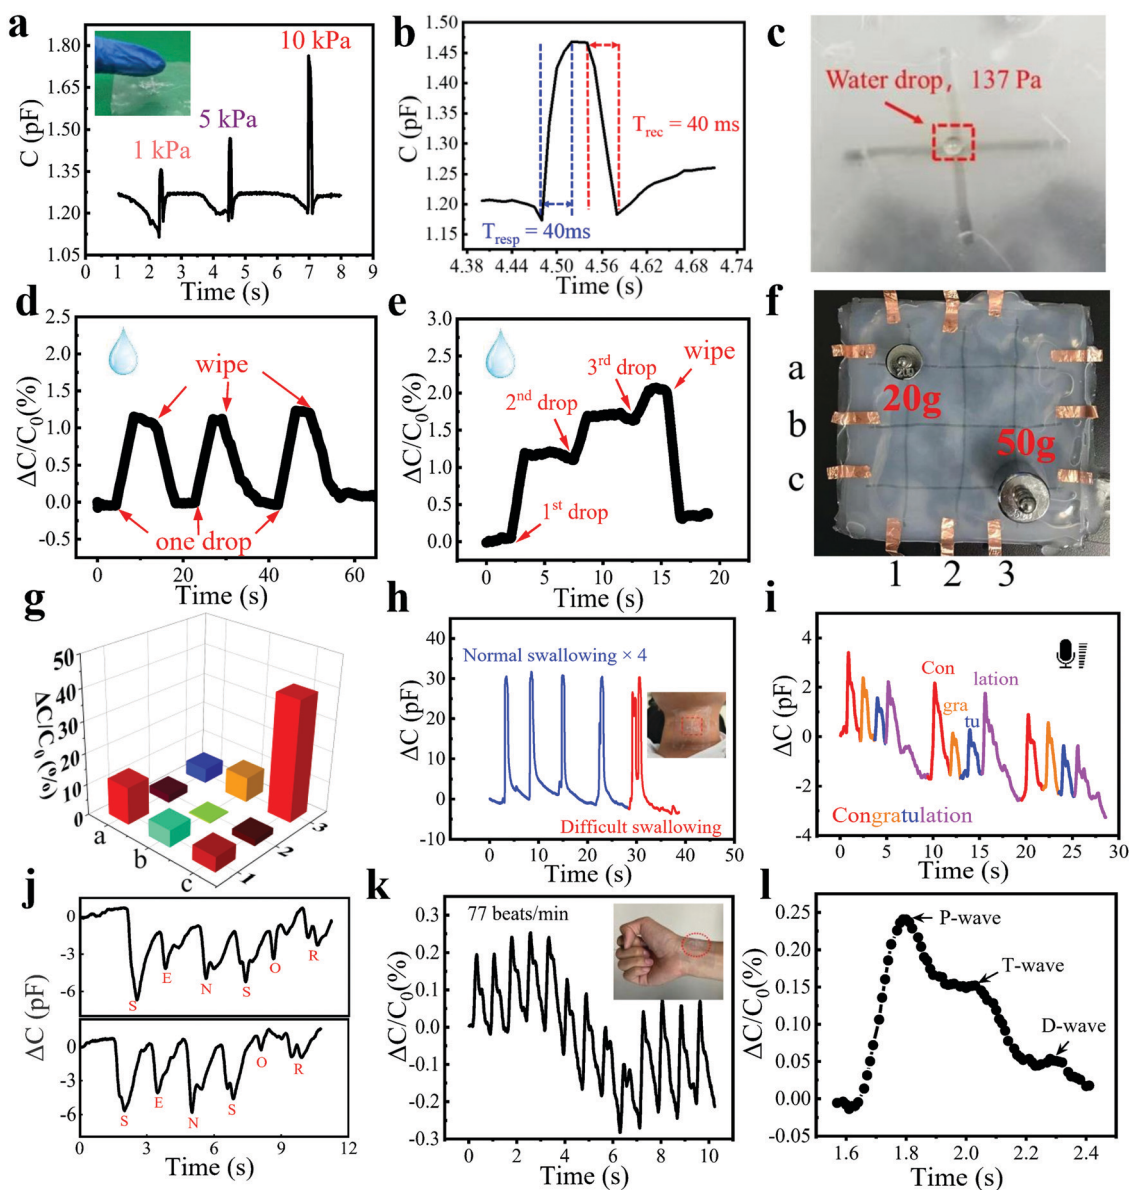 a
1.80
1.65
1.50
1.35
1.20
1.05
C (pF)
1 kPa
5 kPa
10 kPa
0 1 2 3 4 5 6 7 8 9
Time (s)
b
1.50
1.45
1.40
1.35
1.30
1.25
1.20
1.15
C (pF)
Trec = 40 ms
Tresp = 40ms
4.38 4.44 4.50 4.56 4.62 4.68 4.74
Time (s)
c
Water drop, 137 Pa
d
2.5
2.0
1.5
1.0
0.5
0.0
-0.5
ΔC/C0(%)
wipe
one drop
0 20 40 60
Time (s)
e
3.0
2.5
2.0
1.5
1.0
0.5
0.0
ΔC/C0(%)
3rd drop
wipe
2nd drop
1st drop
0 5 10 15 20
Time (s)
f
a
b
c
20g
50g
1 2 3
g
50
40
30
20
10
0
ΔC/C0 (%)
a
b
c
1
2
3
h
50
40
30
20
10
0
-10
ΔC (pF)
Normal swallowing × 4
Difficult swallowing
0 10 20 30 40 50
Time (s)
i
4
2
0
-2
-4
ΔC (pF)
Con
gra
tu
lation
Congratulation
0 5 10 15 20 25 30
Time (s)
j
0
-3
-6
S E N S O R
0
-3
-6
S E N S O R
ΔC (pF)
0 3 6 9 12
Time (s)
k
0.3
0.2
0.1
0.0
-0.1
-0.2
-0.3
ΔC/C0(%)
77 beats/min
0 2 4 6 8 10
Time (s)
l
0.25
0.20
0.15
0.10
0.05
0.00
-0.05
ΔC/C0(%)
P-wave
T-wave
D-wave
1.6 1.8 2.0 2.2 2.4
Time (s)